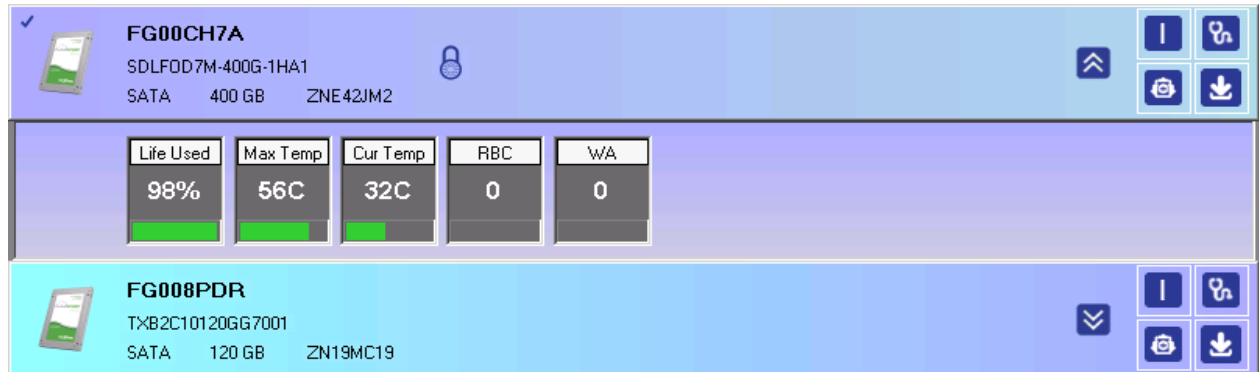 FG00CH7A
SDLFOD7M-400G-1HA1
SATA 400 GB ZNE42JM2
Life Used Max Temp Cur Temp RBC WA
98% 56C 32C 0 0
FG008PDR
TXB2C10120GG7001
SATA 120 GB ZN19MC19